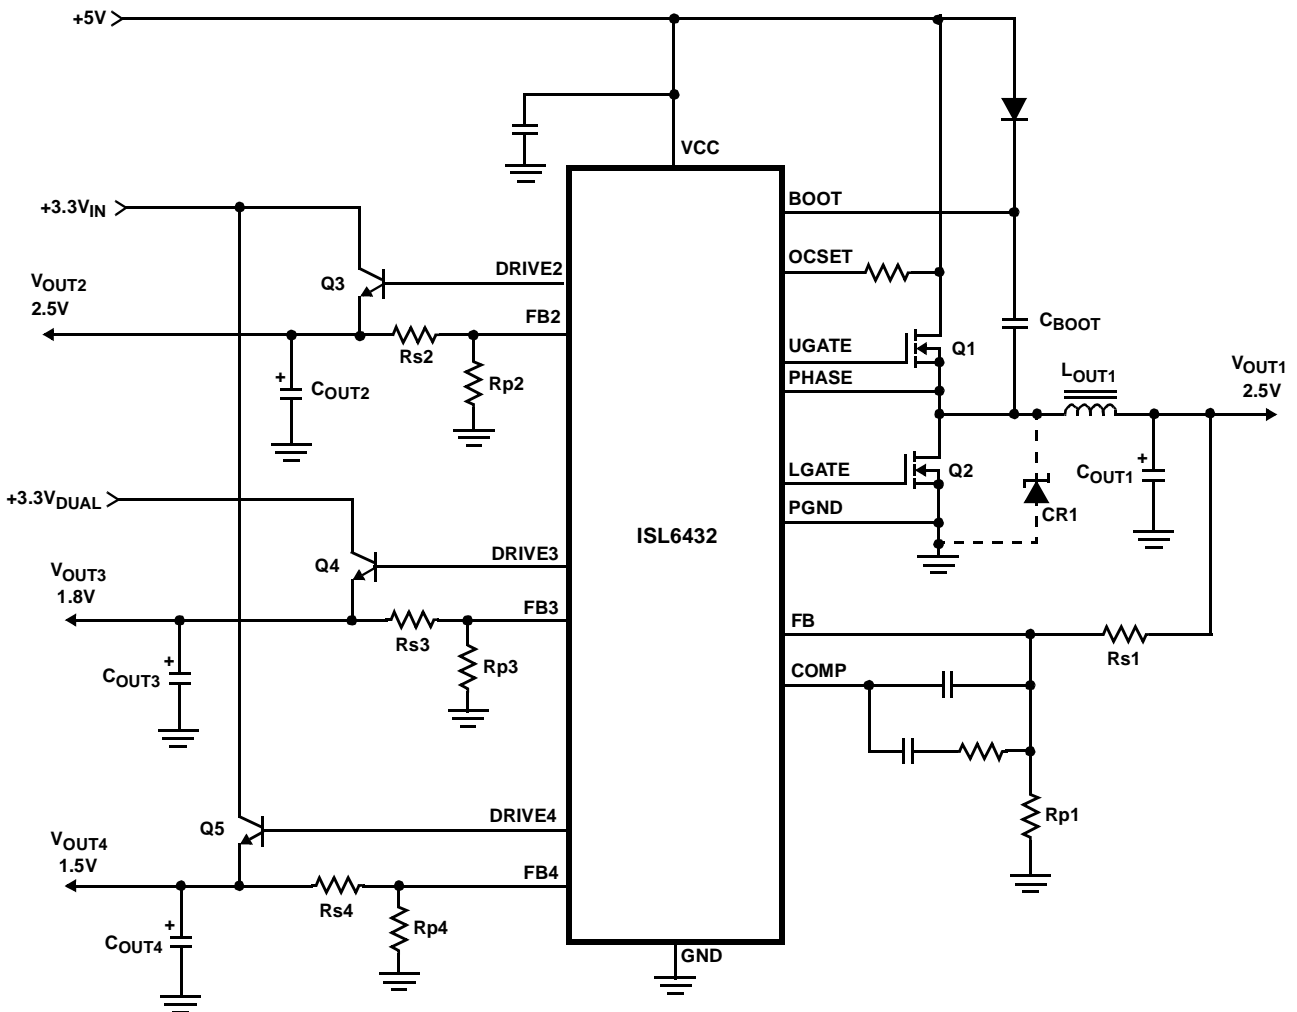 +5V
VCC
+3.3VIN
BOOT
OCSET
DRIVE2
Q3
VOUT2
2.5V
FB2
Rs2
Rp2
+
COUT2
UGATE
Q1
PHASE
CBOOT
LOUT1
VOUT1
2.5V
LGATE
Q2
PGND
CR1
+
COUT1
+3.3VDUAL
ISL6432
DRIVE3
Q4
VOUT3
1.8V
FB3
Rs3
Rp3
+
COUT3
FB
Rs1
COMP
Rp1
DRIVE4
Q5
VOUT4
1.5V
FB4
Rs4
Rp4
+
COUT4
GND